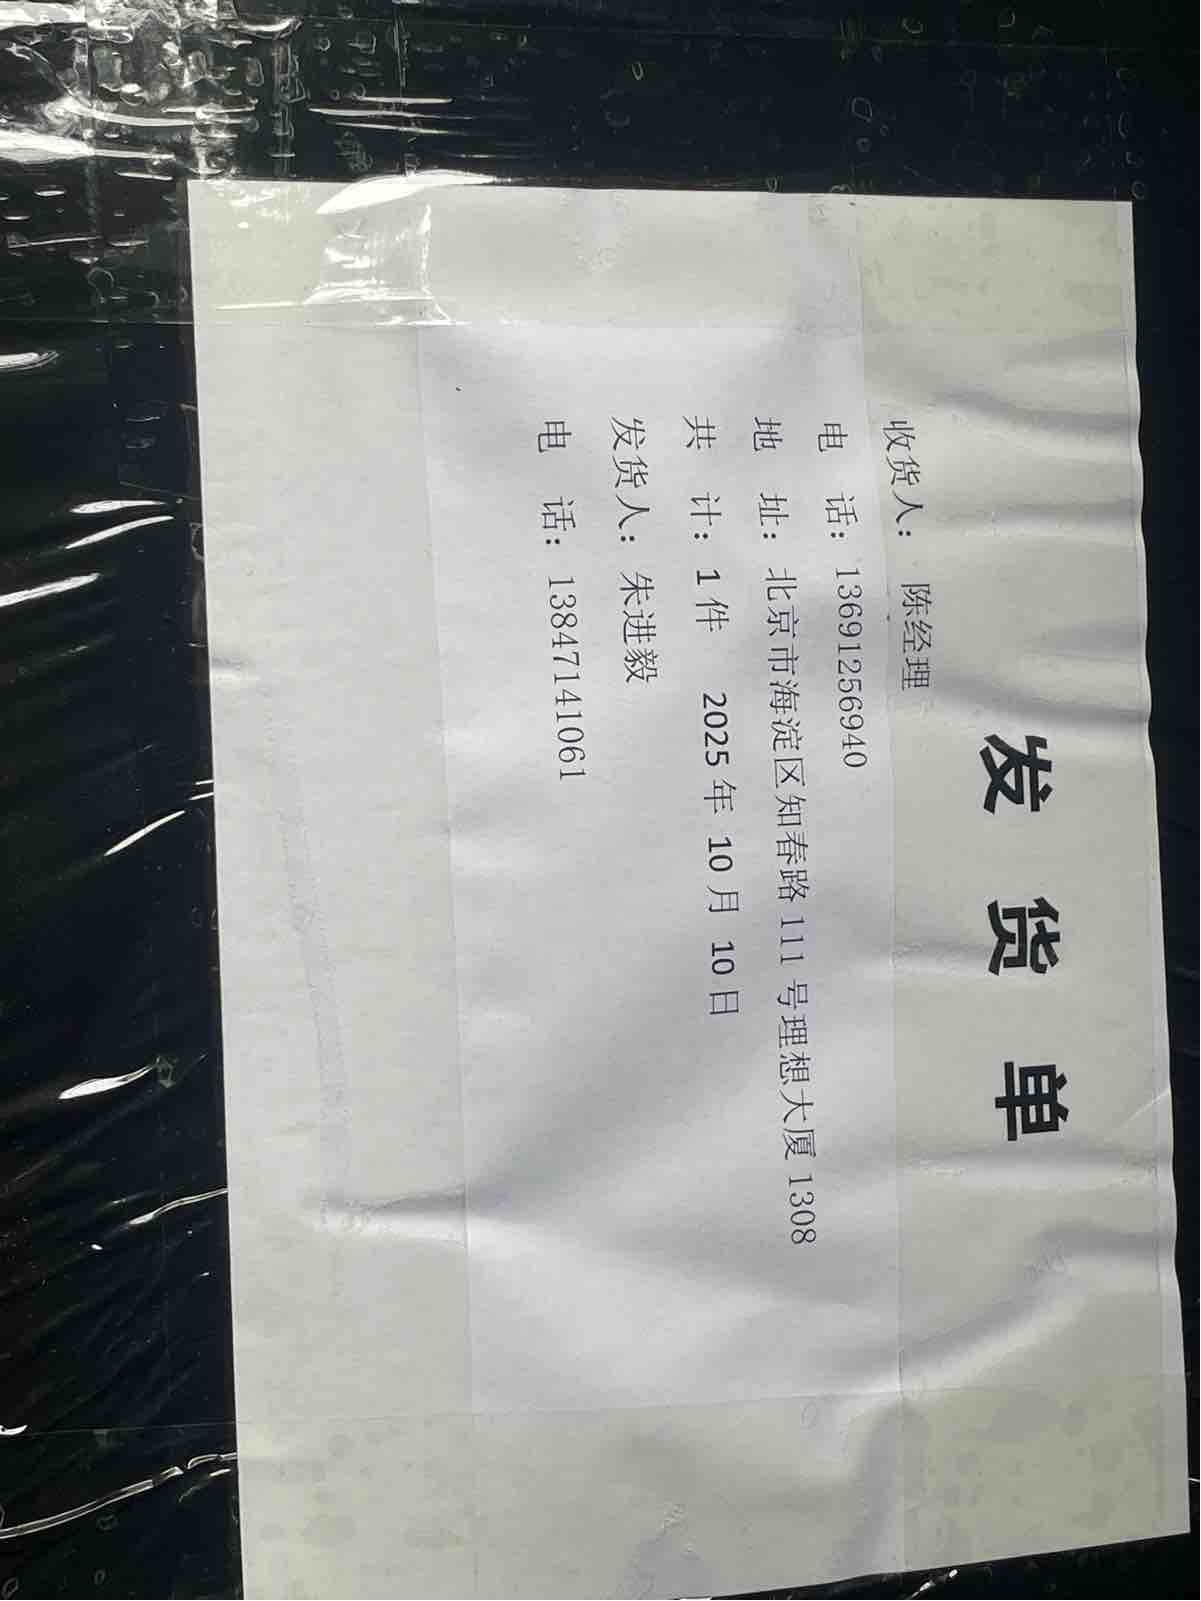 发 货 单
收货人： 陈经理
电 话：13691256940
地 址：北京市海淀区知春路 111 号理想大厦 1308
共 计：1 件 2025 年 10 月 10 日
发货人：朱进毅
电 话：13847141061